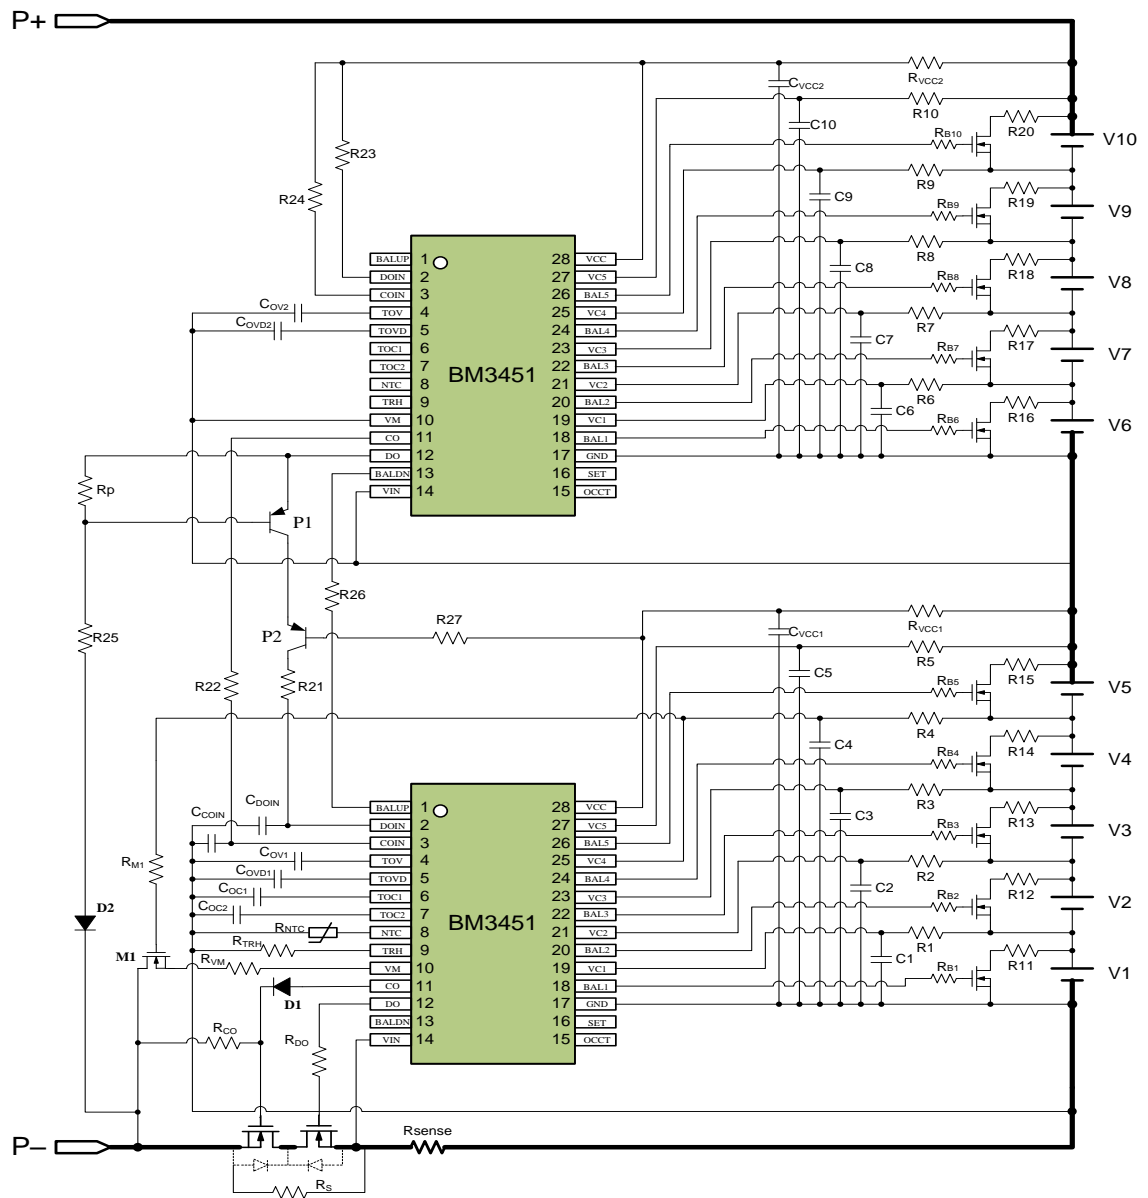 P+
RVCC2
CVCC2
R10
C10
R20
RB10
V10
R23
R9
R24
C9
R19
RB9
V9
R8
C8
R18
RB8
V8
R7
C7
R17
RB7
V7
R6
C6
R16
RB6
V6
BALUP 1 28 VCC
DOIN 2 27 VC5
COIN 3 26 BAL5
TOV 4 25 VC4
TOVD 5 24 BAL4
TOC1 6 23 VC3
TOC2 7 22 BAL3
NTC 8 21 VC2
TRH 9 20 BAL2
VM 10 19 VC1
CO 11 18 BAL1
DO 12 17 GND
BALDN 13 16 SET
VIN 14 15 OCCT
BM3451
COV2
COVD2
Rp
P1
R26
R25
P2
R27
R22
R21
RVCC1
CVCC1
R5
C5
R15
RB5
V5
R4
C4
R14
RB4
V4
R3
C3
R13
RB3
V3
R2
C2
R12
RB2
V2
R1
C1
R11
RB1
V1
BALUP 1 28 VCC
DOIN 2 27 VC5
COIN 3 26 BAL5
TOV 4 25 VC4
TOVD 5 24 BAL4
TOC1 6 23 VC3
TOC2 7 22 BAL3
NTC 8 21 VC2
TRH 9 20 BAL2
VM 10 19 VC1
CO 11 18 BAL1
DO 12 17 GND
BALDN 13 16 SET
VIN 14 15 OCCT
BM3451
CDOIN
CCOIN
COV1
COVD1
COC1
COC2
RM1
RNTC
RTRH
D2
M1
RVM
D1
RCO
RDO
P–
Rsense
RS